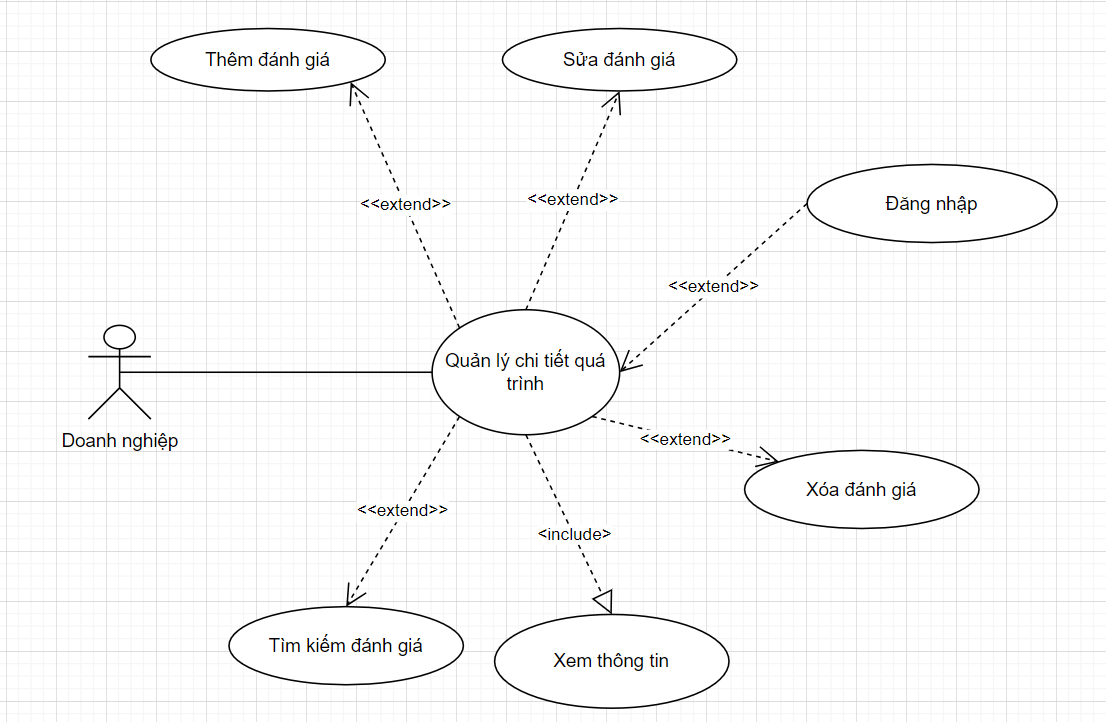 Thêm đánh giá
Sửa đánh giá
<<extend>>
<<extend>>
Đăng nhập
<<extend>>
Quản lý chi tiết quá
trình
Doanh nghiệp
<<extend>>
Xóa đánh giá
<<extend>>
<include>
Tìm kiếm đánh giá
Xem thông tin